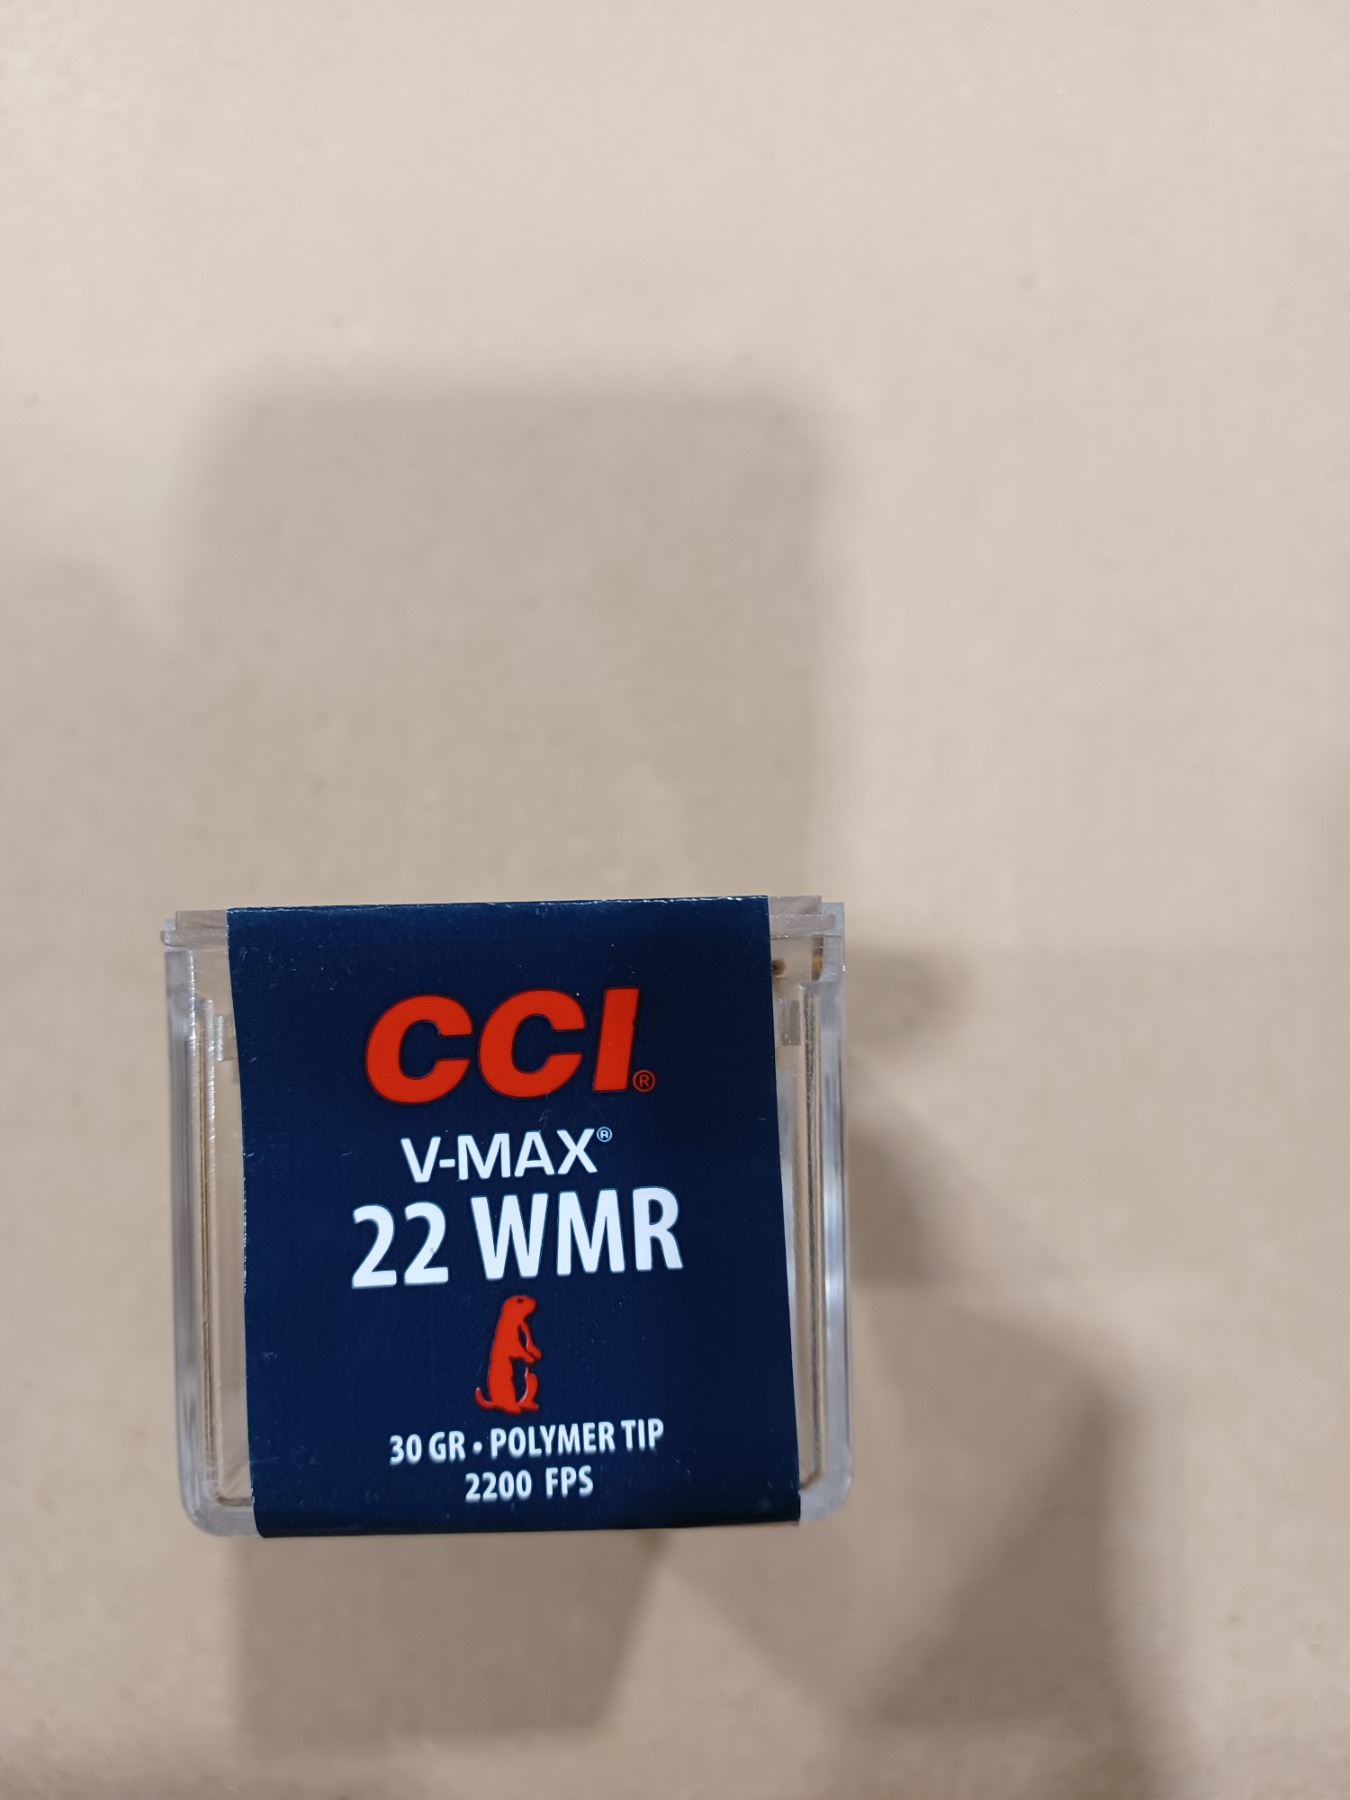 CCI®
V-MAX®
22 WMR
30 GR • POLYMER TIP
2200 FPS